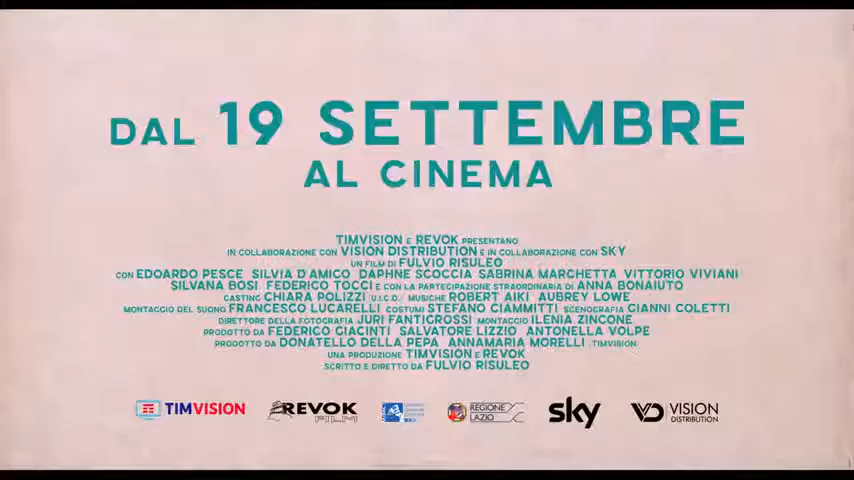 DAL 19 SETTEMBRE
AL CINEMA
TIMVISION E REVOK PRESENTANO
IN COLLABORAZIONE CON VISION DISTRIBUTION E IN COLLABORAZIONE CON SKY
UN FILM DI FULVIO RISULEO
CON EDOARDO PESCE SILVIA D'AMICO DAPHNE SCOCCIA SABRINA MARCHETTA VITTORIO VIVIANI
SILVANA BOSI FEDERICO TOCCI E CON LA PARTECIPAZIONE STRAORDINARIA DI ANNA BONAIUTO
CASTING CHIARA POLIZZI (U.I.C.D.) MUSICHE ROBERT AIKI AUBREY LOWE
MONTAGGIO DEL SUONO FRANCESCO LUCARELLI COSTUMI STEFANO CIAMMITTI SCENOGRAFIA GIANNI COLETTI
DIRETTORE DELLA FOTOGRAFIA JURI FANTIGROSSI MONTAGGIO ILENIA ZINCONE
PRODOTTO DA FEDERICO GIACINTI SALVATORE LIZZIO ANTONELLA VOLPE
PRODOTTO DA DONATELLO DELLA PEPA ANNAMARIA MORELLI TIMVISION
UNA PRODUZIONE TIMVISION E REVOK
SCRITTO E DIRETTO DA FULVIO RISULEO
TIMVISION REVOK FILM REGIONE LAZIO sky VISION DISTRIBUTION